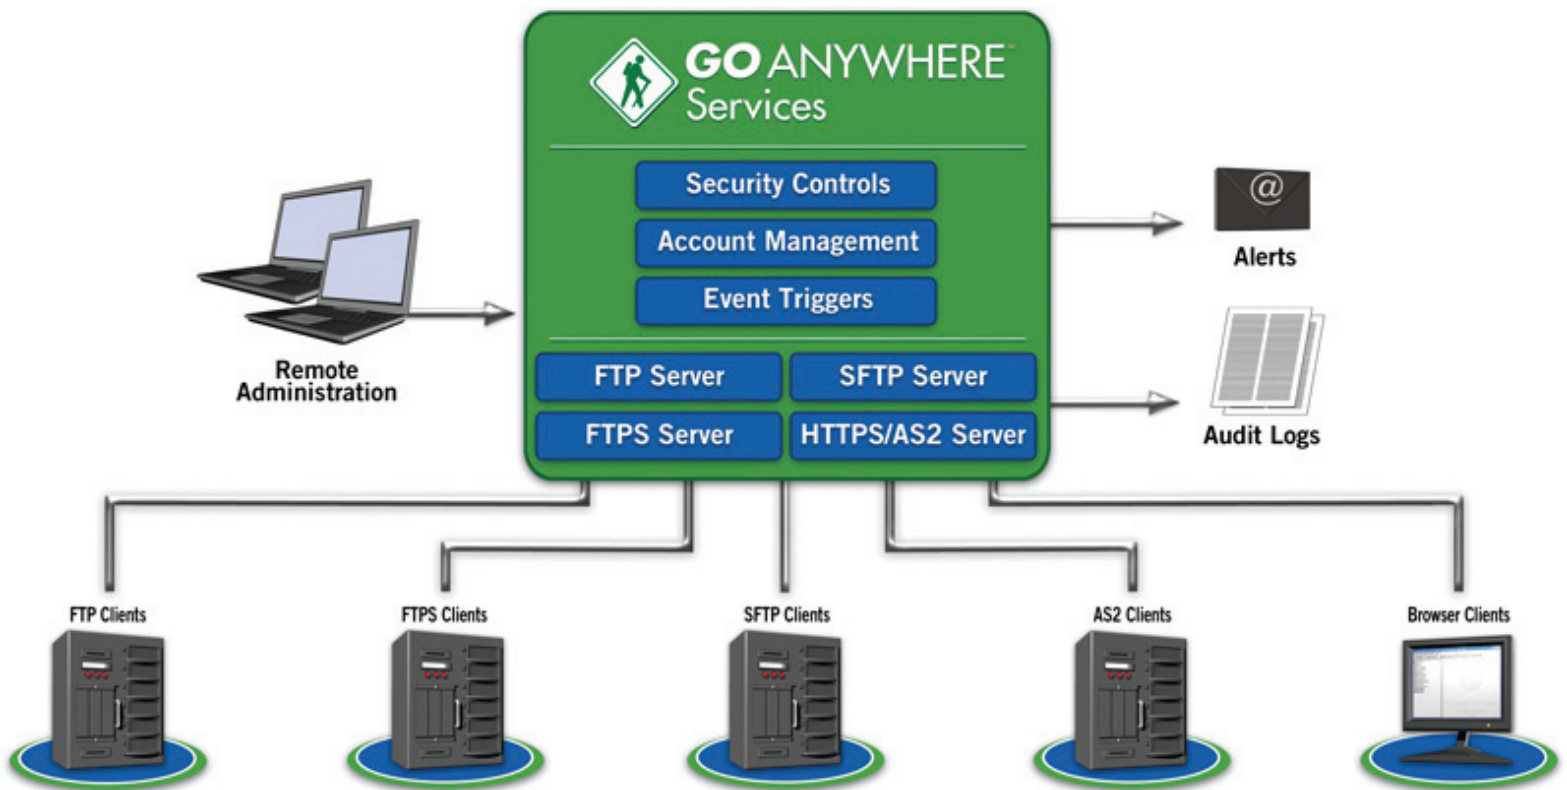 GO ANYWHERE™
Services
Security Controls
Account Management
Event Triggers
FTP Server
SFTP Server
FTPS Server
HTTPS/AS2 Server
Remote
Administration
@
Alerts
Audit Logs
FTP Clients
FTPS Clients
SFTP Clients
AS2 Clients
Browser Clients